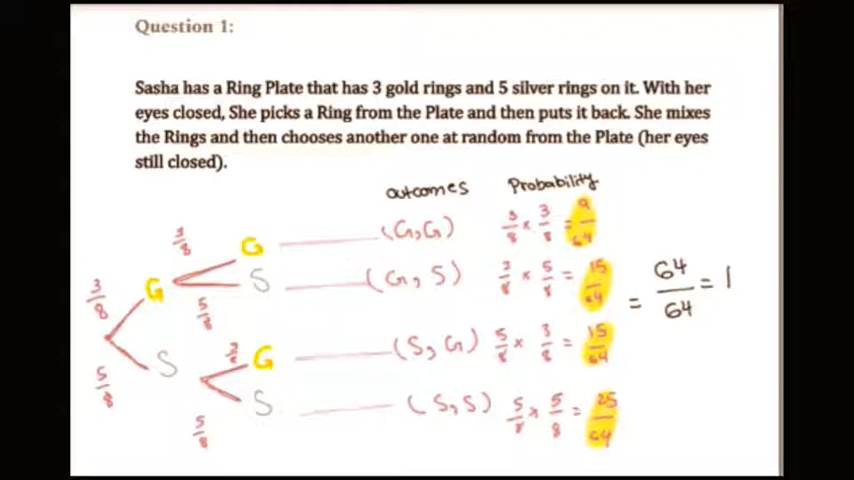 Question 1:
Sasha has a Ring Plate that has 3 gold rings and 5 silver rings on it. With her
eyes closed, She picks a Ring from the Plate and then puts it back. She mixes
the Rings and then chooses another one at random from the Plate (her eyes
still closed).
outcomes Probability
3/8 G (G,G) 3/8 × 3/8 = 9/64
3/8 G S (G,S) 3/8 × 5/8 = 15/64 = 64/64 = 1
5/8
5/8 S G (S,G) 5/8 × 3/8 = 15/64
S (S,S) 5/8 × 5/8 = 25/64
5/8